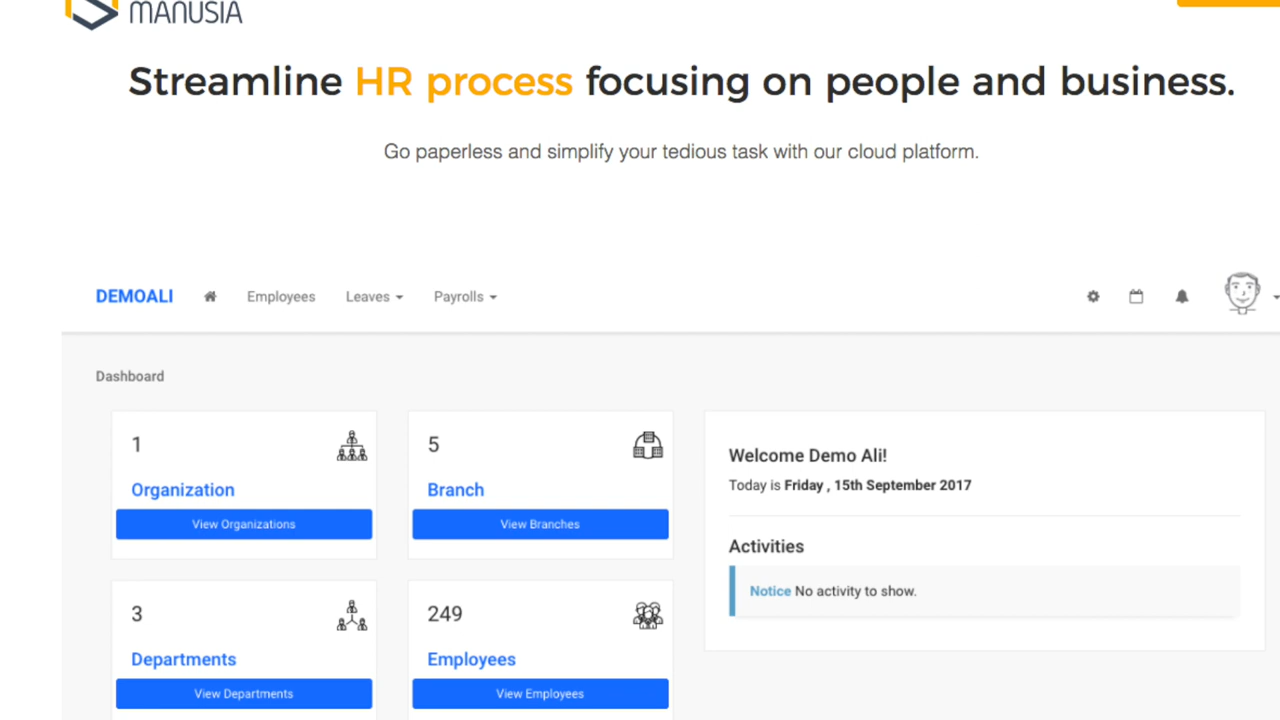 MANUSIA
Streamline HR process focusing on people and business.
Go paperless and simplify your tedious task with our cloud platform.
DEMOALI Employees Leaves Payrolls
Dashboard
1
Organization
View Organizations
5
Branch
View Branches
3
Departments
View Departments
249
Employees
View Employees
Welcome Demo Ali!
Today is Friday , 15th September 2017
Activities
Notice No activity to show.